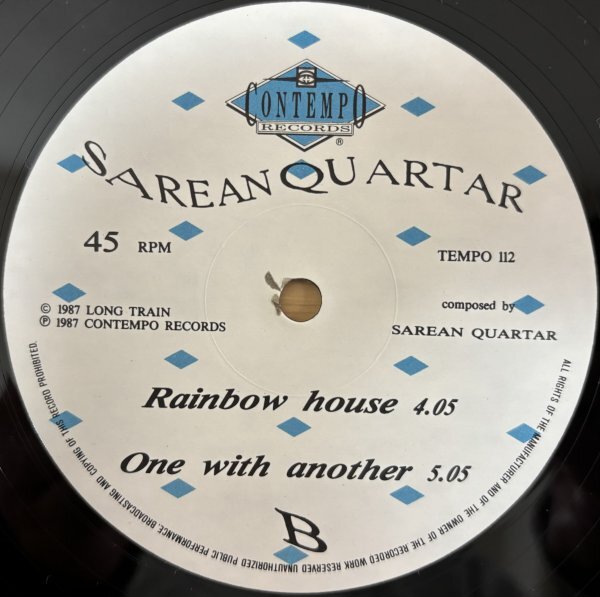 CONTEMPO
RECORDS
®
SAREAN QUARTAR
45 RPM
TEMPO 112
© 1987 LONG TRAIN
℗ 1987 CONTEMPO RECORDS
composed by
SAREAN QUARTAR
Rainbow house 4.05
One with another 5.05
B
ALL RIGHTS OF THE MANUFACTURER AND OF THE OWNER OF THE RECORDED WORK RESERVED UNAUTHORIZED PUBLIC PERFORMANCE, BROADCASTING AND COPYING OF THIS RECORD PROHIBITED.